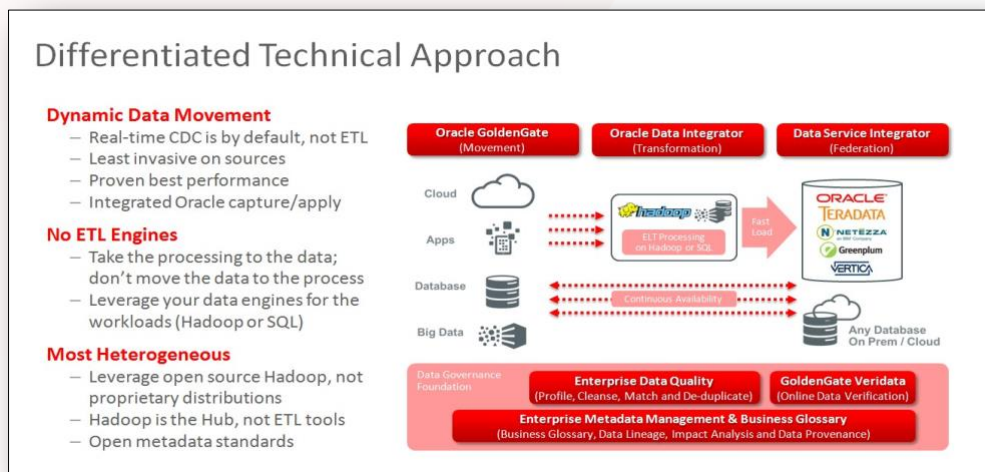 Differentiated Technical Approach
Dynamic Data Movement
– Real-time CDC is by default, not ETL
– Least invasive on sources
– Proven best performance
– Integrated Oracle capture/apply
No ETL Engines
– Take the processing to the data;
don’t move the data to the process
– Leverage your data engines for the
workloads (Hadoop or SQL)
Most Heterogeneous
– Leverage open source Hadoop, not
proprietary distributions
– Hadoop is the Hub, not ETL tools
– Open metadata standards
Oracle GoldenGate
(Movement)
Oracle Data Integrator
(Transformation)
Data Service Integrator
(Federation)
Cloud
Apps
Database
Big Data
hadoop
ELT Processing
on Hadoop or SQL
Fast
Load
ORACLE
TERADATA
N NETEZZA
an IBM Company
Greenplum
VERTICA
Continuous Availability
Any Database
On Prem / Cloud
Data Governance
Foundation
Enterprise Data Quality
(Profile, Cleanse, Match and De-duplicate)
GoldenGate Veridata
(Online Data Verification)
Enterprise Metadata Management & Business Glossary
(Business Glossary, Data Lineage, Impact Analysis and Data Provenance)